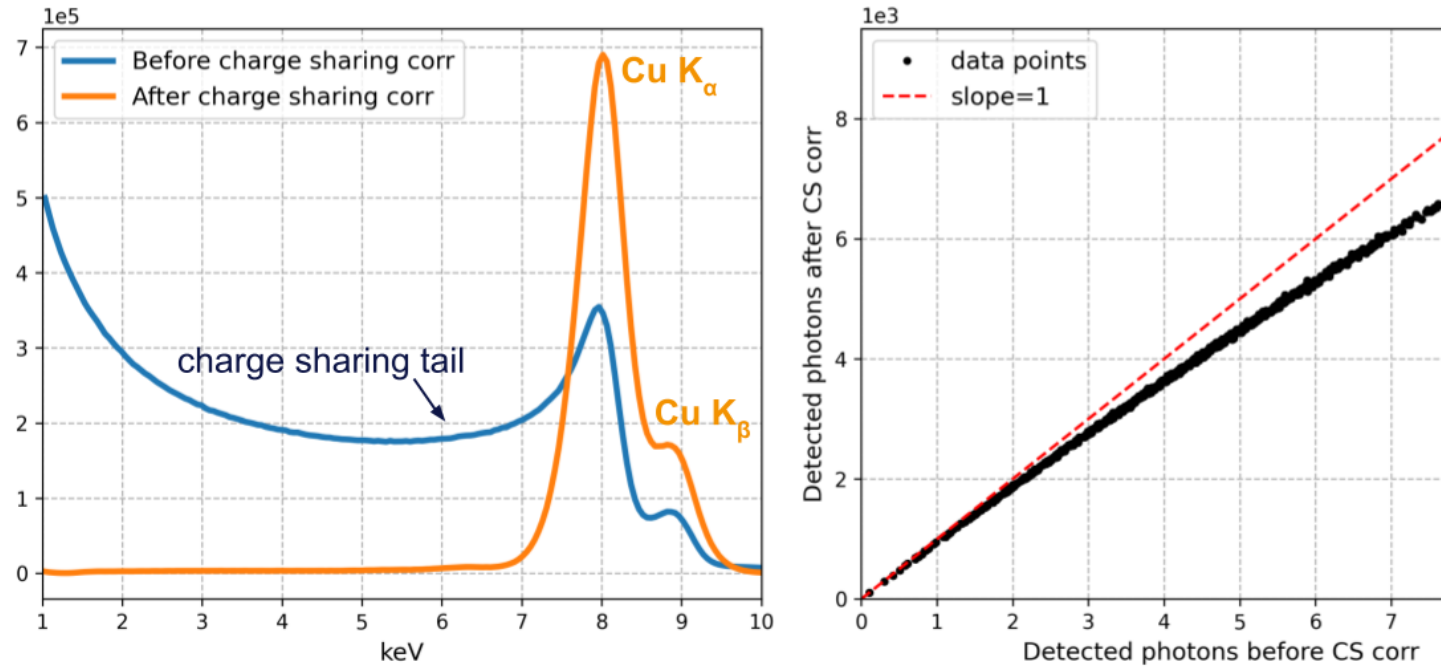 1e5
7
6
5
4
3
2
1
0
Before charge sharing corr
After charge sharing corr
Cu Kα
charge sharing tail
Cu Kβ
1 2 3 4 5 6 7 8 9 10
keV
1e3
8
6
4
2
0
Detected photons after CS corr
data points
slope=1
0 1 2 3 4 5 6 7
Detected photons before CS corr